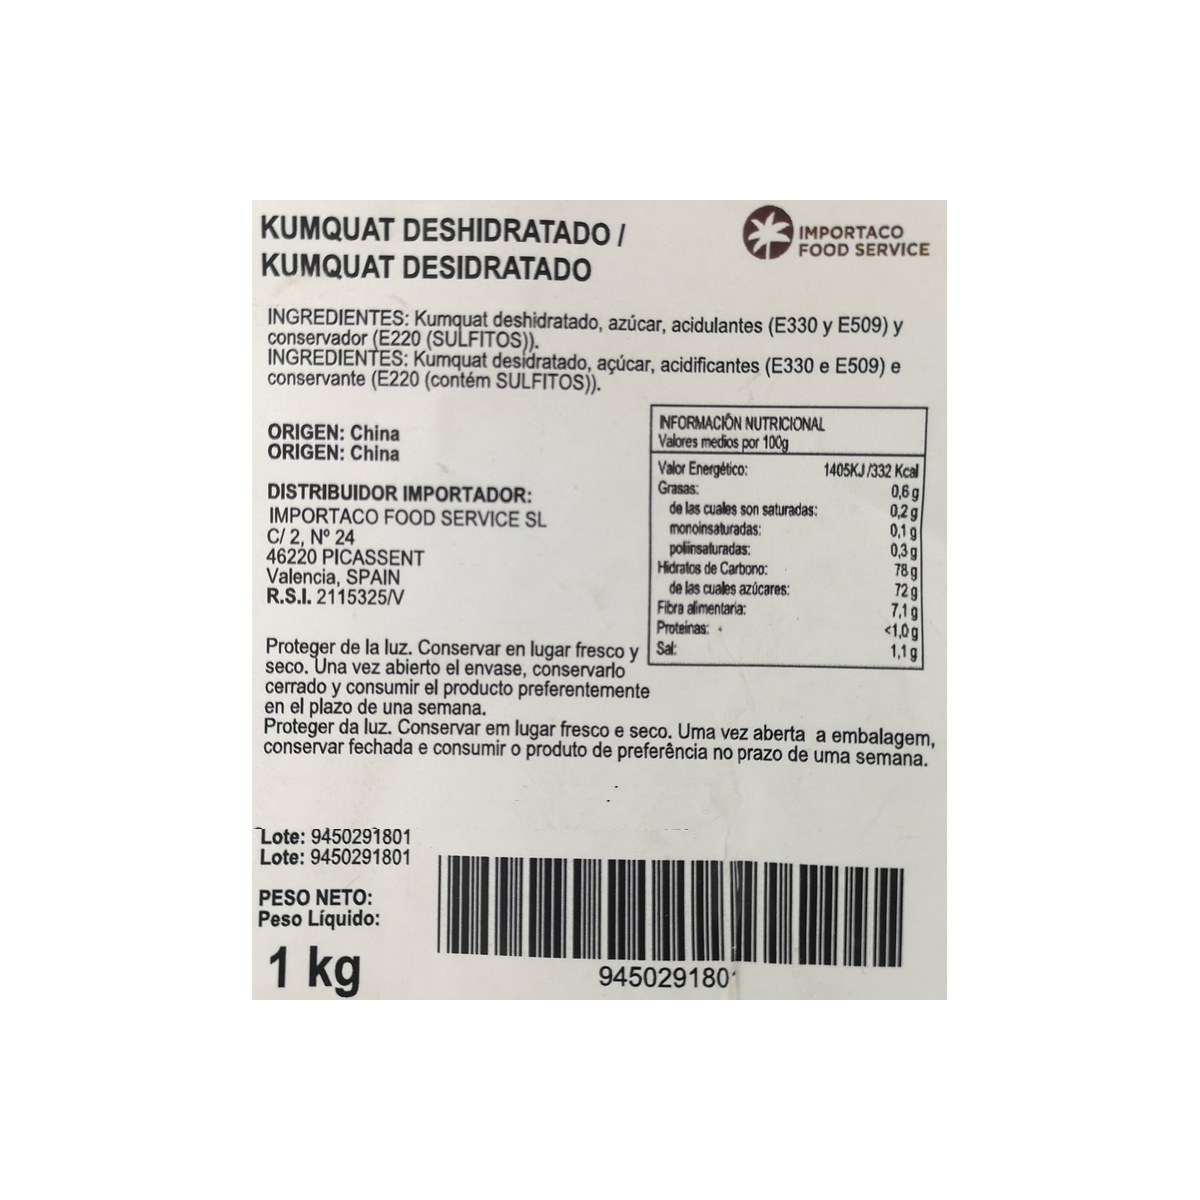 KUMQUAT DESHIDRATADO /
KUMQUAT DESIDRATADO
IMPORTACO
FOOD SERVICE
INGREDIENTES: Kumquat deshidratado, azúcar, acidulantes (E330 y E509) y
conservador (E220 (SULFITOS)).
INGREDIENTES: Kumquat desidratado, açúcar, acidificantes (E330 e E509) e
conservante (E220 (contém SULFITOS)).
ORIGEN: China
ORIGEN: China
DISTRIBUIDOR IMPORTADOR:
IMPORTACO FOOD SERVICE SL
C/ 2, Nº 24
46220 PICASSENT
Valencia, SPAIN
R.S.I. 2115325/V
INFORMACIÓN NUTRICIONAL
Valores medios por 100g
Valor Energético: 1405KJ /332 Kcal
Grasas: 0,6 g
de las cuales son saturadas: 0,2 g
monoinsaturadas: 0,1 g
poliinsaturadas: 0,3 g
Hidratos de Carbono: 78 g
de las cuales azúcares: 72 g
Fibra alimentaria: 7,1 g
Proteínas: <1,0 g
Sal: 1,1 g
Proteger de la luz. Conservar en lugar fresco y
seco. Una vez abierto el envase, conservarlo
cerrado y consumir el producto preferentemente
en el plazo de una semana.
Proteger da luz. Conservar em lugar fresco e seco. Uma vez aberta a embalagem,
conservar fechada e consumir o produto de preferência no prazo de uma semana.
Lote: 9450291801
Lote: 9450291801
PESO NETO:
Peso Líquido:
1 kg
9450291801